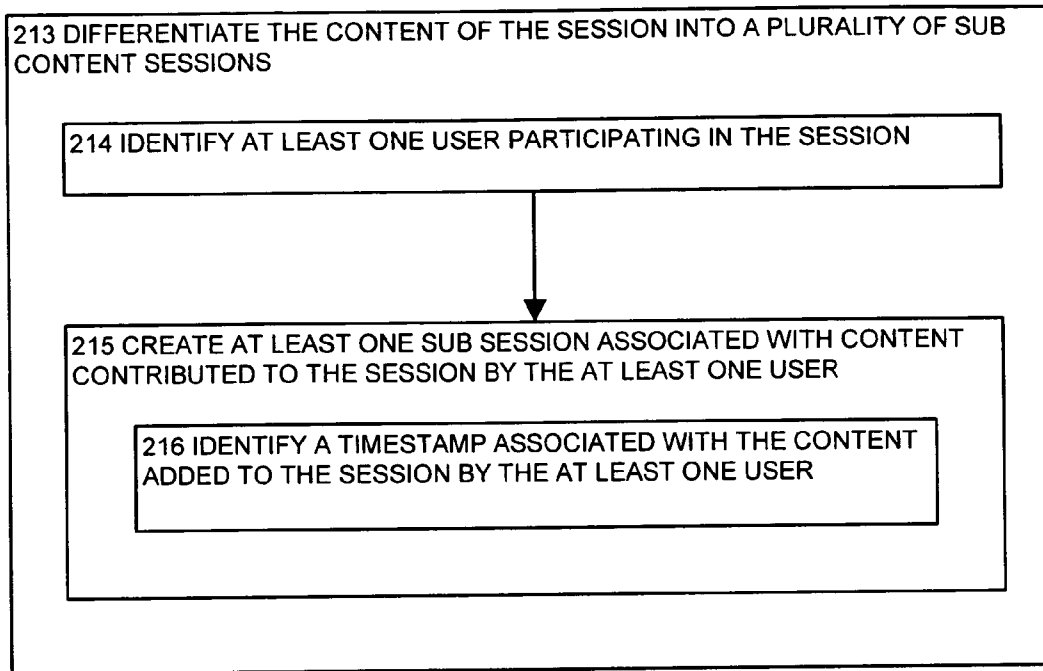 213 DIFFERENTIATE THE CONTENT OF THE SESSION INTO A PLURALITY OF SUB
CONTENT SESSIONS
214 IDENTIFY AT LEAST ONE USER PARTICIPATING IN THE SESSION
215 CREATE AT LEAST ONE SUB SESSION ASSOCIATED WITH CONTENT
CONTRIBUTED TO THE SESSION BY THE AT LEAST ONE USER
216 IDENTIFY A TIMESTAMP ASSOCIATED WITH THE CONTENT
ADDED TO THE SESSION BY THE AT LEAST ONE USER